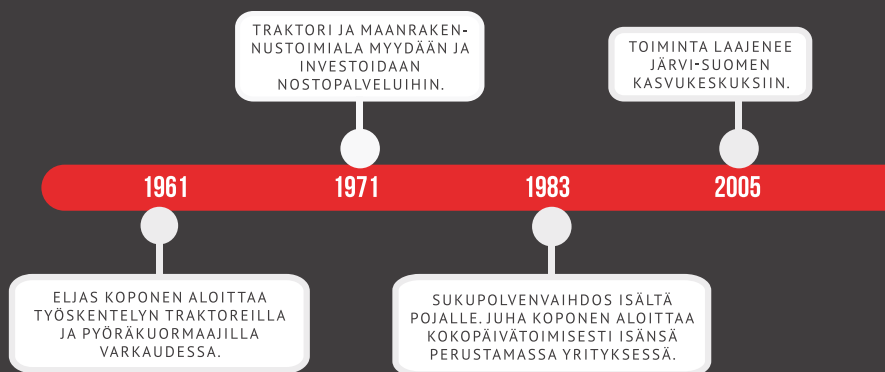 TRAKTORI JA MAANRAKEN-
NUSTOIMIALA MYYDÄÄN JA
INVESTOIDAAN
NOSTOPALVELUIHIN.
TOIMINTA LAAJENEE
JÄRVI-SUOMEN
KASVUKESKUKSIIN.
1961
1971
1983
2005
ELJAS KOPONEN ALOITTAA
TYÖSKENTELYN TRAKTOREILLA
JA PYÖRÄKUORMAAJILLA
VARKAUDESSA.
SUKUPOLVENVAIHDOS ISÄLTÄ
POJALLE. JUHA KOPONEN ALOITTAA
KOKOPÄIVÄTOIMISESTI ISÄNSÄ
PERUSTAMASSA YRITYKSESSÄ.